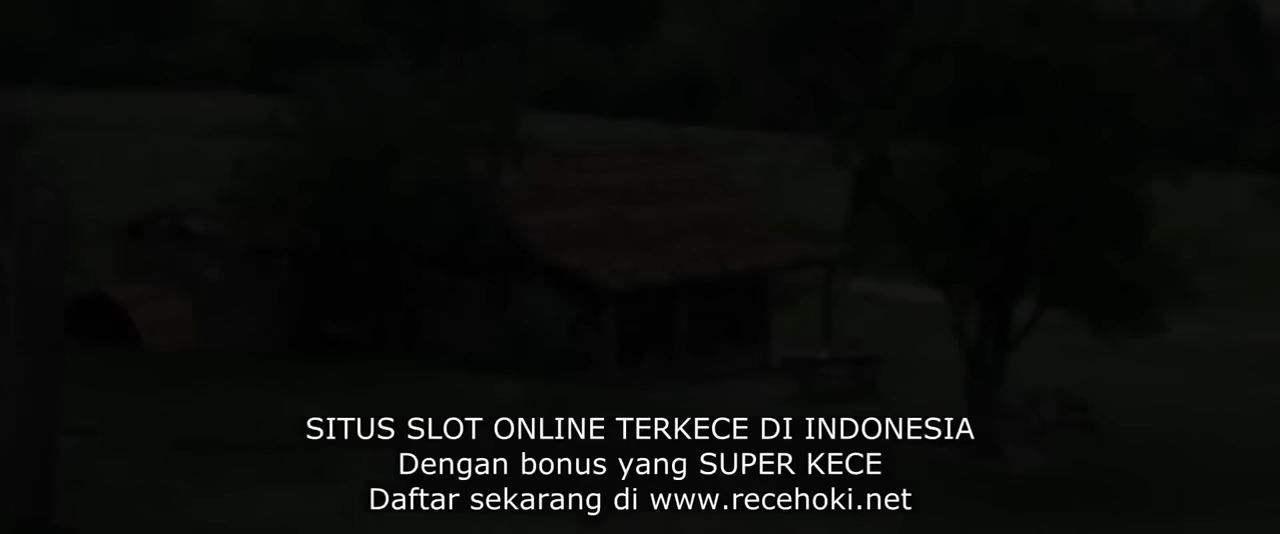 SITUS SLOT ONLINE TERKECE DI INDONESIA
Dengan bonus yang SUPER KECE
Daftar sekarang di www.recehoki.net